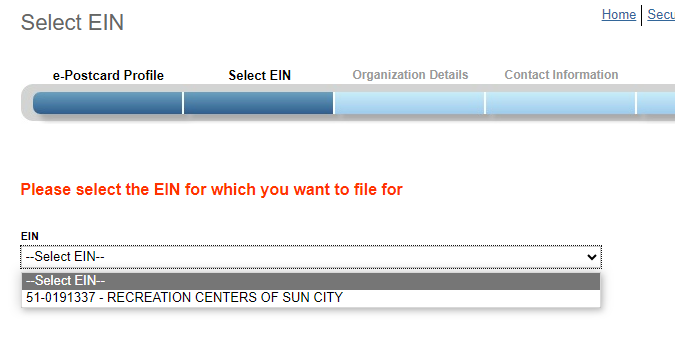 Select EIN
Home Secu
e-Postcard Profile Select EIN Organization Details Contact Information
Please select the EIN for which you want to file for
EIN
--Select EIN--
--Select EIN--
51-0191337 - RECREATION CENTERS OF SUN CITY